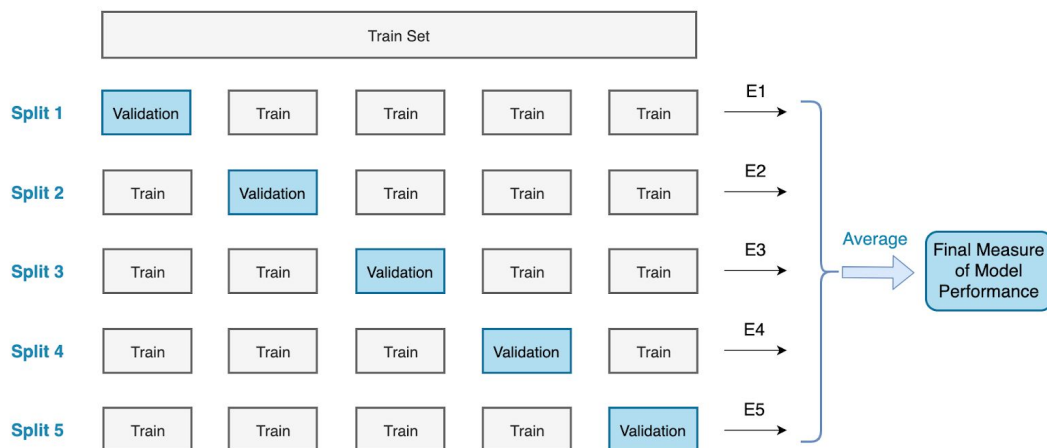 Train Set
Split 1 Validation Train Train Train Train E1
Split 2 Train Validation Train Train Train E2
Split 3 Train Train Validation Train Train E3
Split 4 Train Train Train Validation Train E4
Split 5 Train Train Train Train Validation E5
Average
Final Measure
of Model
Performance